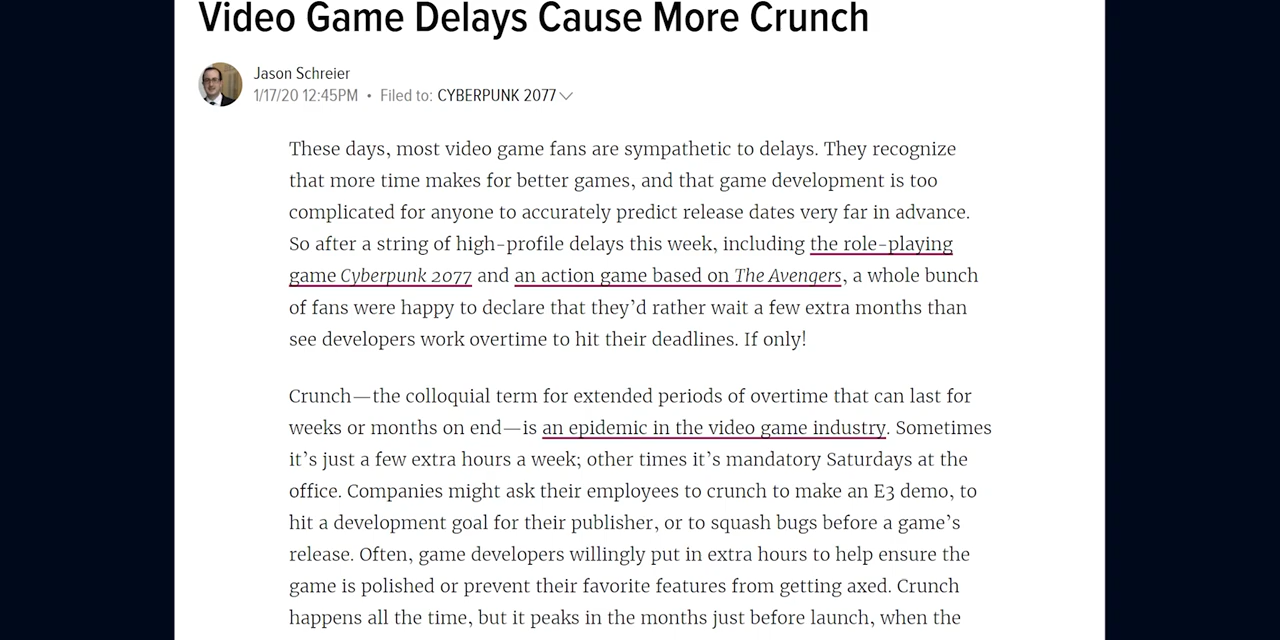 Video Game Delays Cause More Crunch
Jason Schreier
1/17/20 12:45PM • Filed to: CYBERPUNK 2077
These days, most video game fans are sympathetic to delays. They recognize
that more time makes for better games, and that game development is too
complicated for anyone to accurately predict release dates very far in advance.
So after a string of high-profile delays this week, including the role-playing
game Cyberpunk 2077 and an action game based on The Avengers, a whole bunch
of fans were happy to declare that they’d rather wait a few extra months than
see developers work overtime to hit their deadlines. If only!
Crunch—the colloquial term for extended periods of overtime that can last for
weeks or months on end—is an epidemic in the video game industry. Sometimes
it’s just a few extra hours a week; other times it’s mandatory Saturdays at the
office. Companies might ask their employees to crunch to make an E3 demo, to
hit a development goal for their publisher, or to squash bugs before a game’s
release. Often, game developers willingly put in extra hours to help ensure the
game is polished or prevent their favorite features from getting axed. Crunch
happens all the time, but it peaks in the months just before launch, when the